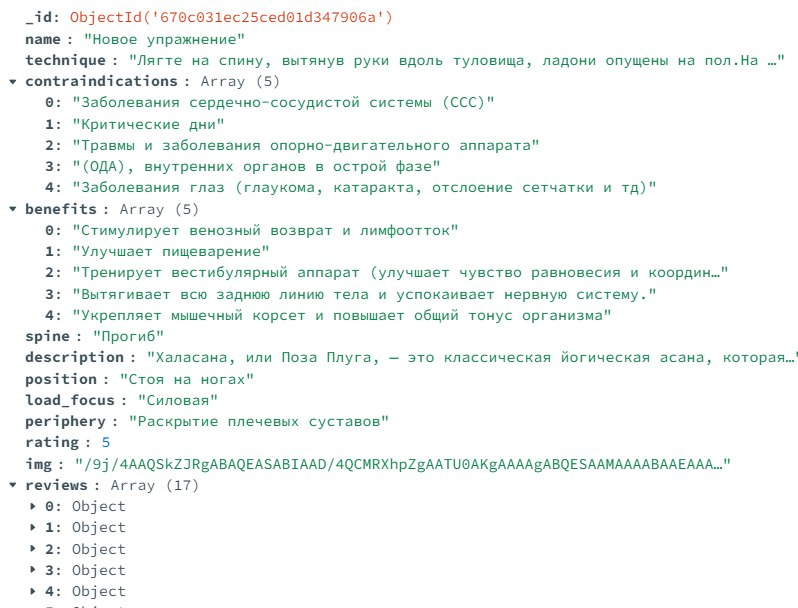 _id: ObjectId('670c031ec25ced01d347906a')
name : "Новое упражнение"
technique : "Лягте на спину, вытянув руки вдоль туловища, ладони опущены на пол.На …"
contraindications : Array (5)
0: "Заболевания сердечно-сосудистой системы (ССС)"
1: "Критические дни"
2: "Травмы и заболевания опорно-двигательного аппарата"
3: "(ОДА), внутренних органов в острой фазе"
4: "Заболевания глаз (глаукома, катаракта, отслоение сетчатки и тд)"
benefits : Array (5)
0: "Стимулирует венозный возврат и лимфоотток"
1: "Улучшает пищеварение"
2: "Тренирует вестибулярный аппарат (улучшает чувство равновесия и координ…"
3: "Вытягивает всю заднюю линию тела и успокаивает нервную систему."
4: "Укрепляет мышечный корсет и повышает общий тонус организма"
spine : "Прогиб"
description : "Халасана, или Поза Плуга, — это классическая йогическая асана, которая…"
position : "Стоя на ногах"
load_focus : "Силовая"
periphery : "Раскрытие плечевых суставов"
rating : 5
img : "/9j/4AAQSkZJRgABAQEASABIAAD/4QCMRXhpZgAATU0AKgAAAAgABQESAAMAAAABAAEAAA…"
reviews : Array (17)
0: Object
1: Object
2: Object
3: Object
4: Object